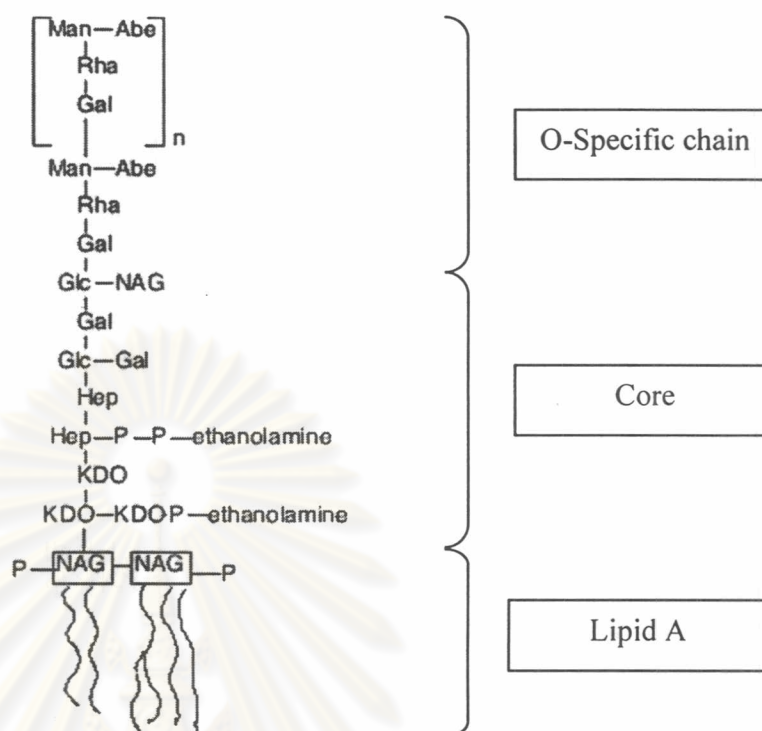 Man—Abe
Rha
Gal
n
Man—Abe
Rha
Gal
Glc—NAG
Gal
Glc—Gal
Hep
Hep—P—P—ethanolamine
KDO
KDO—KDOP—ethanolamine
P—NAG—NAG—P
O-Specific chain
Core
Lipid A